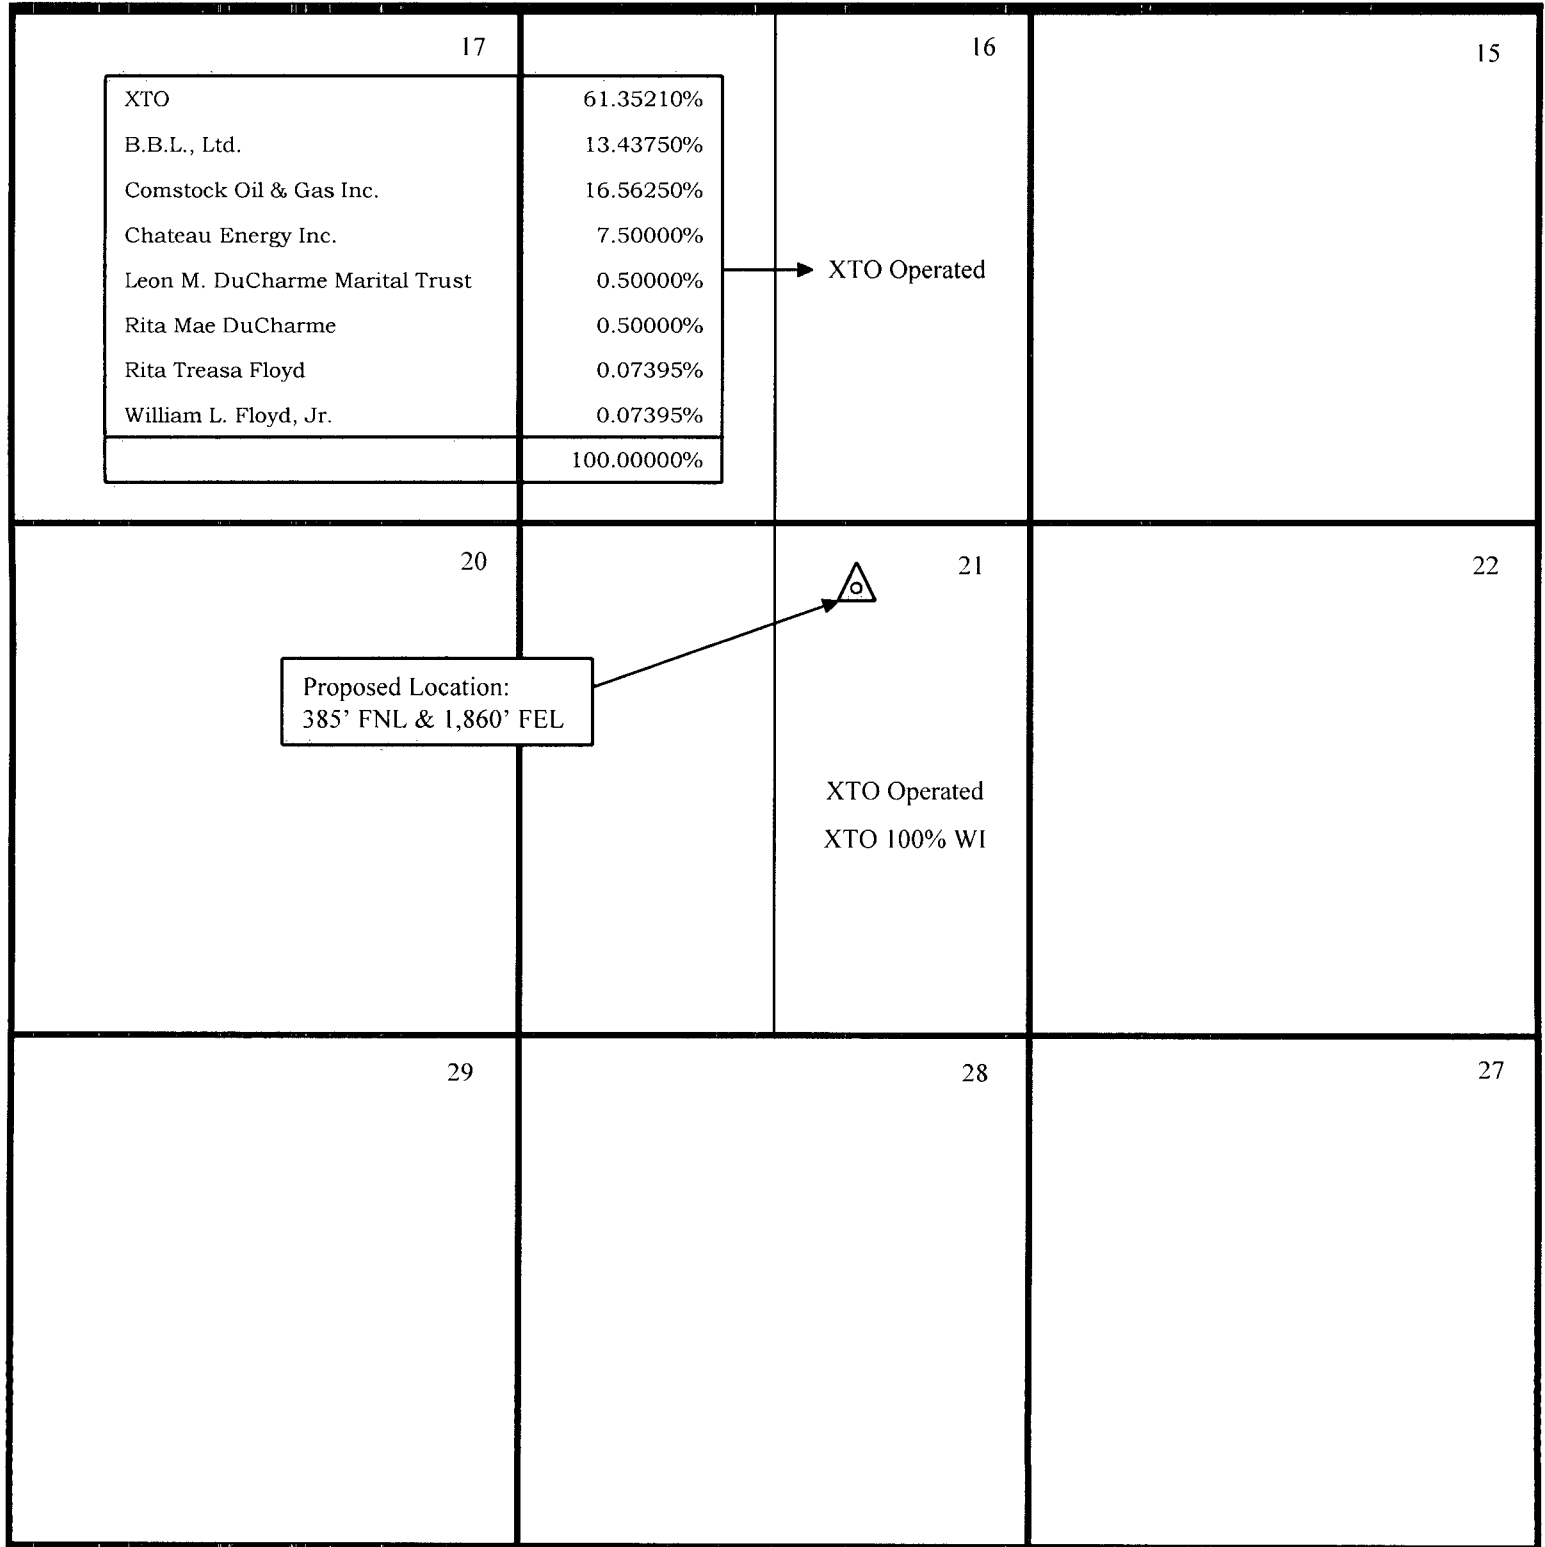 17
16
15
XTO 61.35210%
B.B.L., Ltd. 13.43750%
Comstock Oil & Gas Inc. 16.56250%
Chateau Energy Inc. 7.50000%
Leon M. DuCharme Marital Trust 0.50000%
Rita Mae DuCharme 0.50000%
Rita Treasa Floyd 0.07395%
William L. Floyd, Jr. 0.07395%
100.00000%
XTO Operated
20
21
22
Proposed Location:
385’ FNL & 1,860’ FEL
XTO Operated
XTO 100% WI
29
28
27